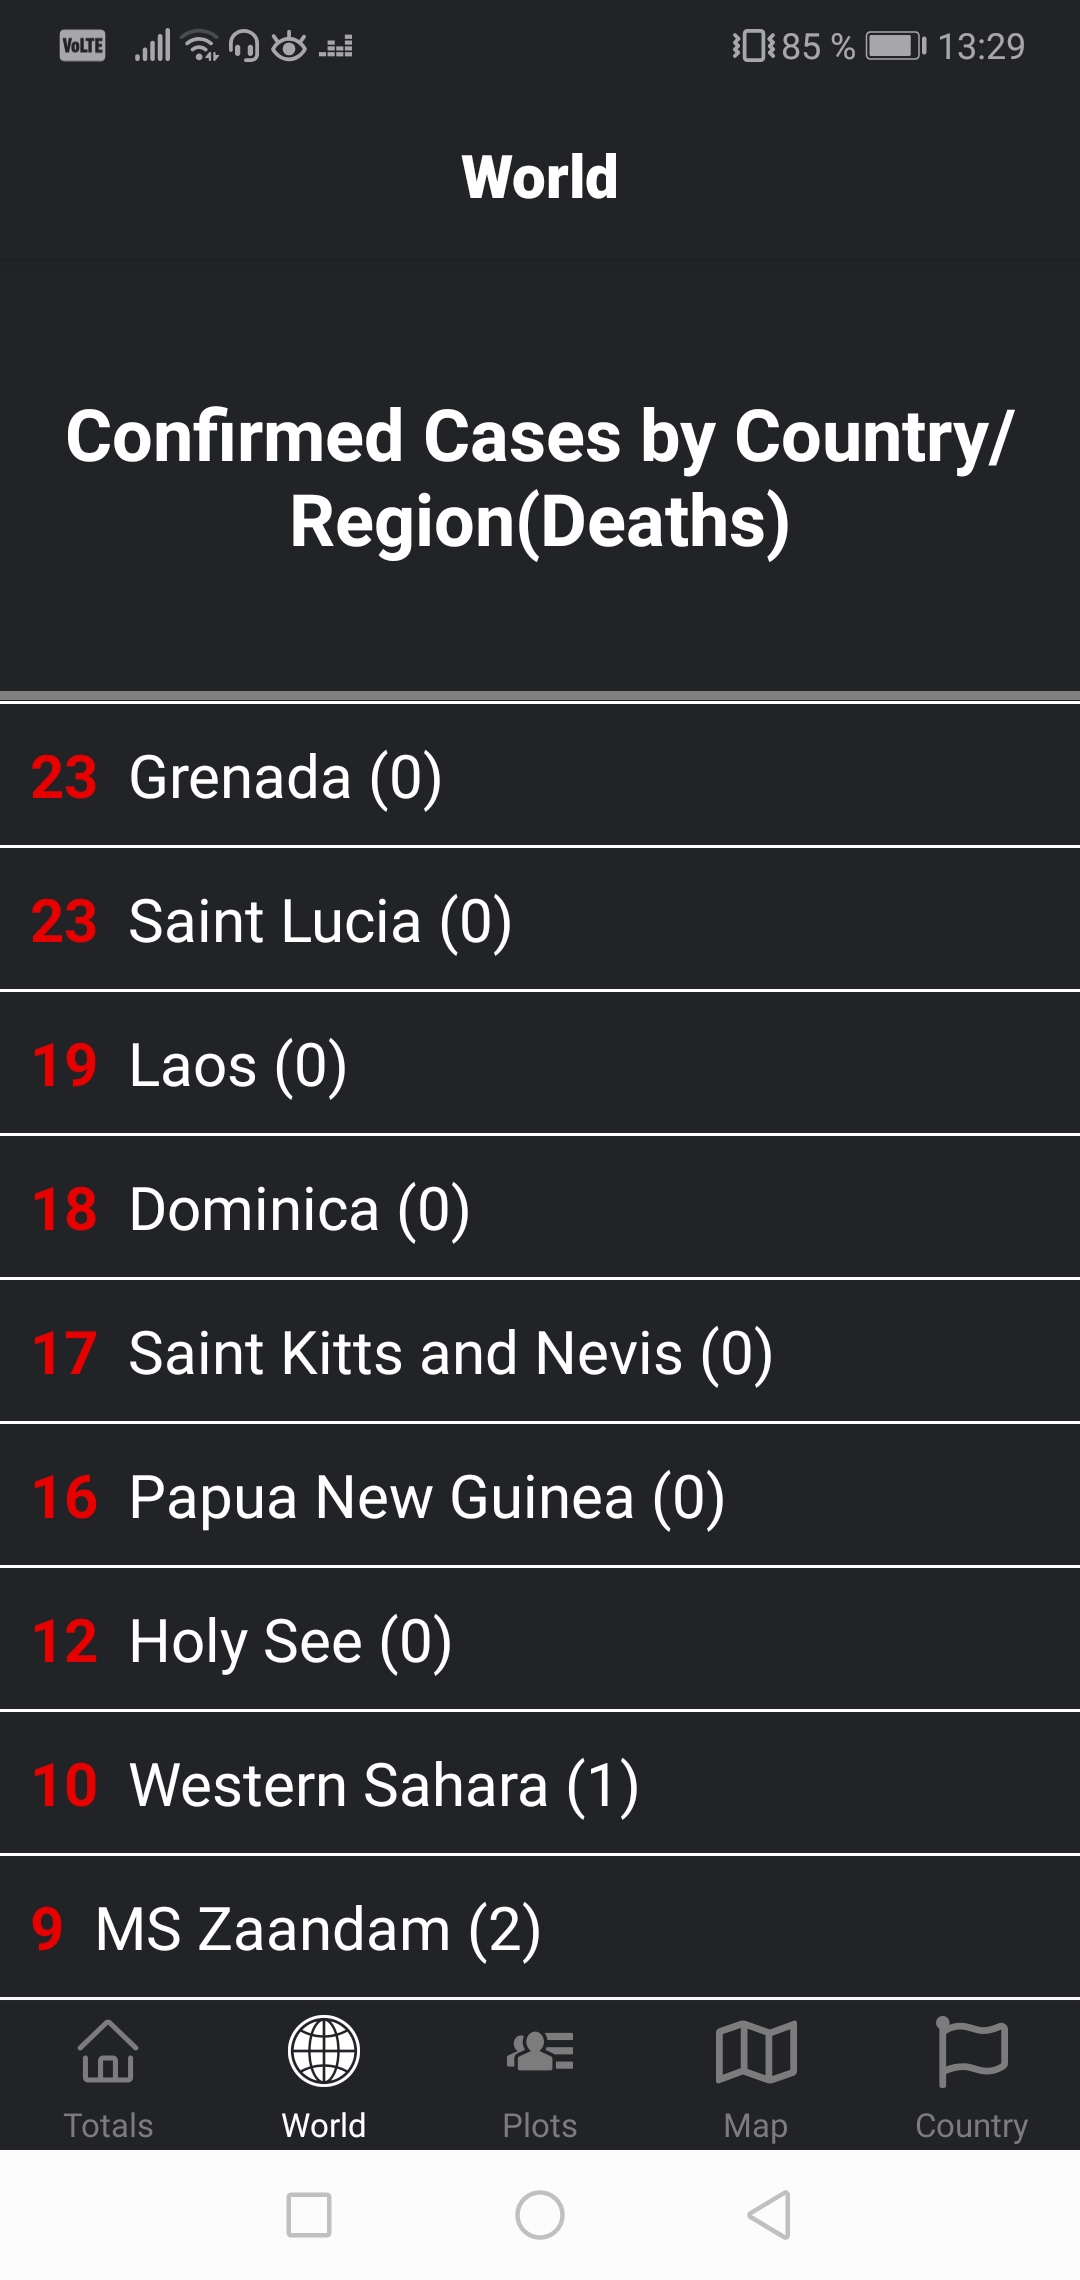 VoLTE 85 % 13:29
World
Confirmed Cases by Country/
Region(Deaths)
23 Grenada (0)
23 Saint Lucia (0)
19 Laos (0)
18 Dominica (0)
17 Saint Kitts and Nevis (0)
16 Papua New Guinea (0)
12 Holy See (0)
10 Western Sahara (1)
9 MS Zaandam (2)
Totals World Plots Map Country